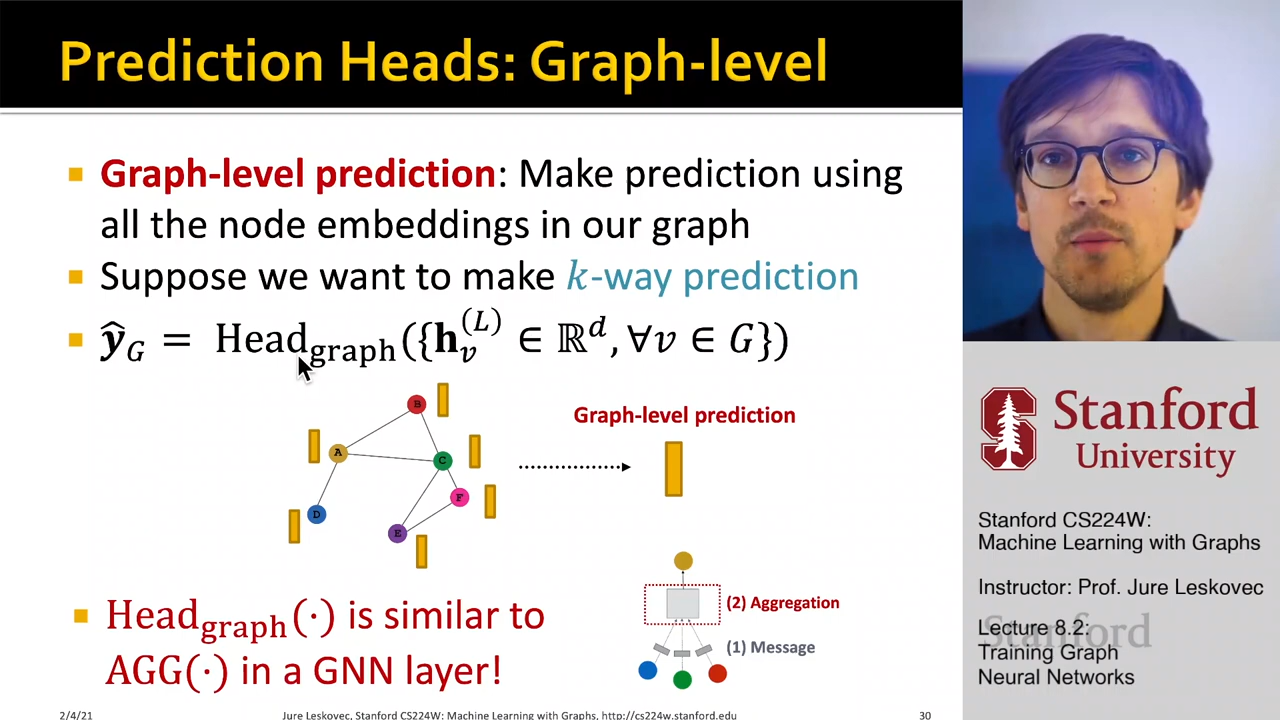 Prediction Heads: Graph-level
▪ Graph-level prediction: Make prediction using
all the node embeddings in our graph
▪ Suppose we want to make k-way prediction
▪ ŷ_G = Head_graph({h_v^(L) ∈ ℝ^d, ∀v ∈ G})
B
A
C
F
D
E
Graph-level prediction
(2) Aggregation
(1) Message
▪ Head_graph(·) is similar to
AGG(·) in a GNN layer!
2/4/21
Jure Leskovec, Stanford CS224W: Machine Learning with Graphs, http://cs224w.stanford.edu
30
Stanford
University
Stanford CS224W:
Machine Learning with Graphs
Instructor: Prof. Jure Leskovec
Stanford
Lecture 8.2:
Training Graph
Neural Networks